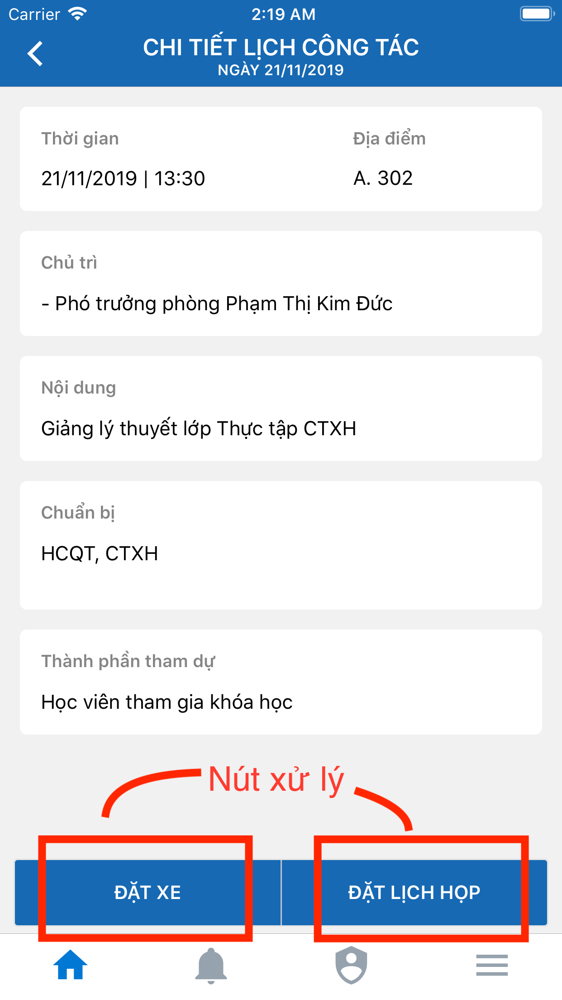 Carrier 2:19 AM
CHI TIẾT LỊCH CÔNG TÁC
NGÀY 21/11/2019
Thời gian Địa điểm
21/11/2019 | 13:30 A. 302
Chủ trì
- Phó trưởng phòng Phạm Thị Kim Đức
Nội dung
Giảng lý thuyết lớp Thực tập CTXH
Chuẩn bị
HCQT, CTXH
Thành phần tham dự
Học viên tham gia khóa học
Nút xử lý
ĐẶT XE ĐẶT LỊCH HỌP